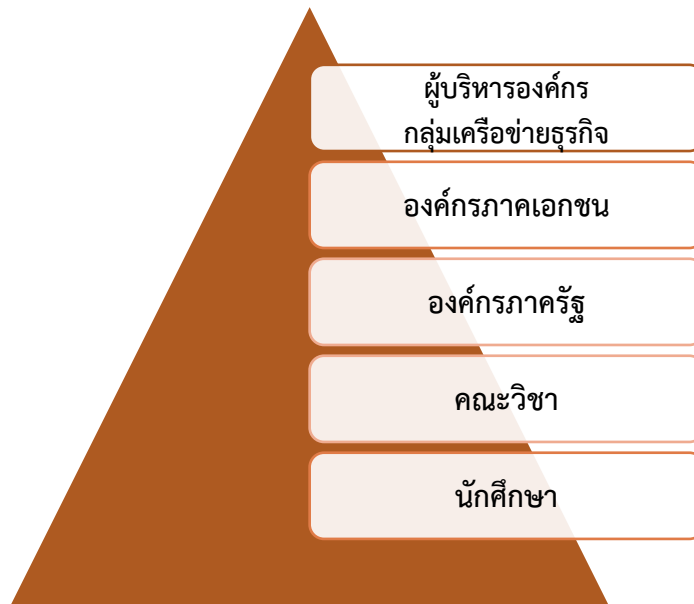 ผู้บริหารองค์กร
กลุ่มเครือข่ายธุรกิจ
องค์กรภาคเอกชน
องค์กรภาครัฐ
คณะวิชา
นักศึกษา